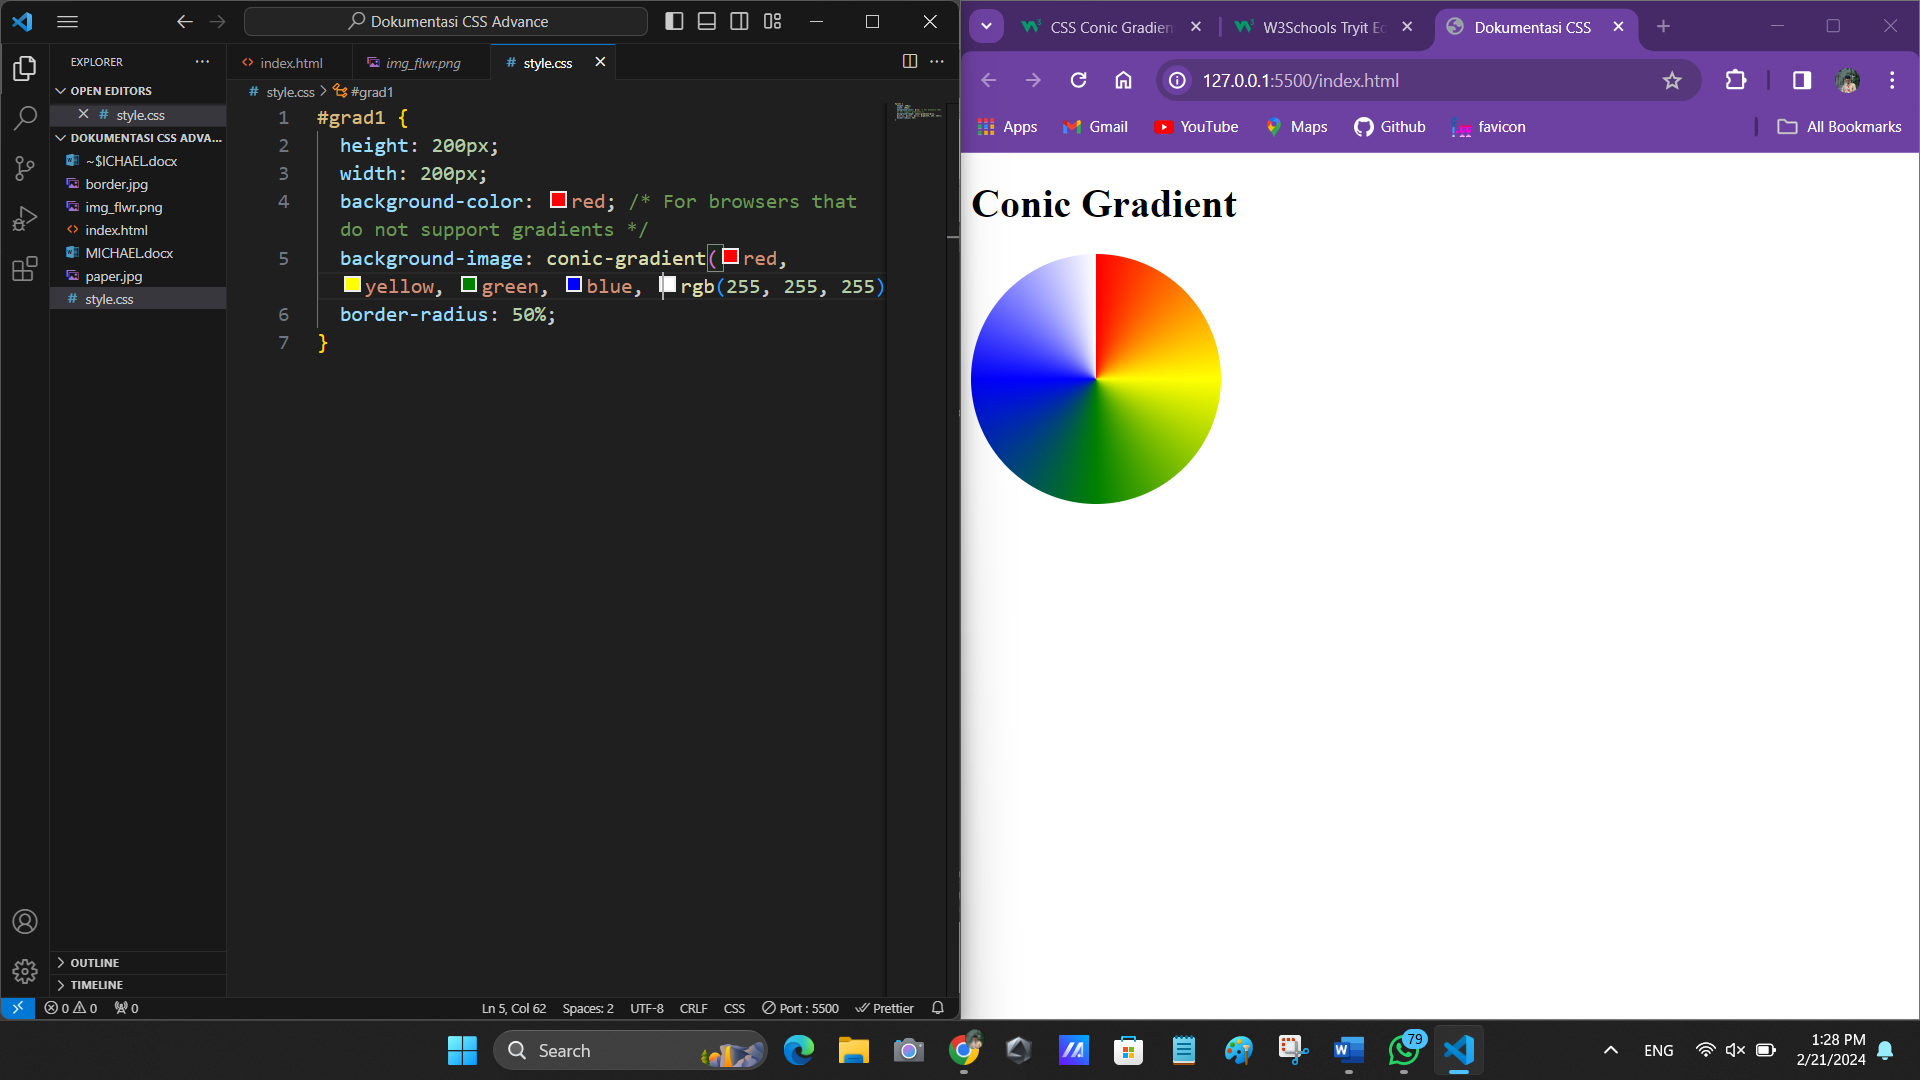 Dokumentasi CSS Advance
EXPLORER
OPEN EDITORS
style.css
DOKUMENTASI CSS ADVA...
~$ICHAEL.docx
border.jpg
img_flwr.png
index.html
MICHAEL.docx
paper.jpg
style.css
OUTLINE
TIMELINE
index.html
img_flwr.png
style.css
style.css
#grad1
1 #grad1 {
2 height: 200px;
3 width: 200px;
4 background-color: red; /* For browsers that
do not support gradients */
5 background-image: conic-gradient(red,
yellow, green, blue, rgb(255, 255, 255)
6 border-radius: 50%;
7 }
0 0 0
Ln 5, Col 62
Spaces: 2
UTF-8
CRLF
CSS
Port : 5500
Prettier
CSS Conic Gradien
W3Schools Tryit Ed
Dokumentasi CSS
127.0.0.1:5500/index.html
Apps
Gmail
YouTube
Maps
Github
favicon
All Bookmarks
Conic Gradient
Search
79
ENG
1:28 PM
2/21/2024